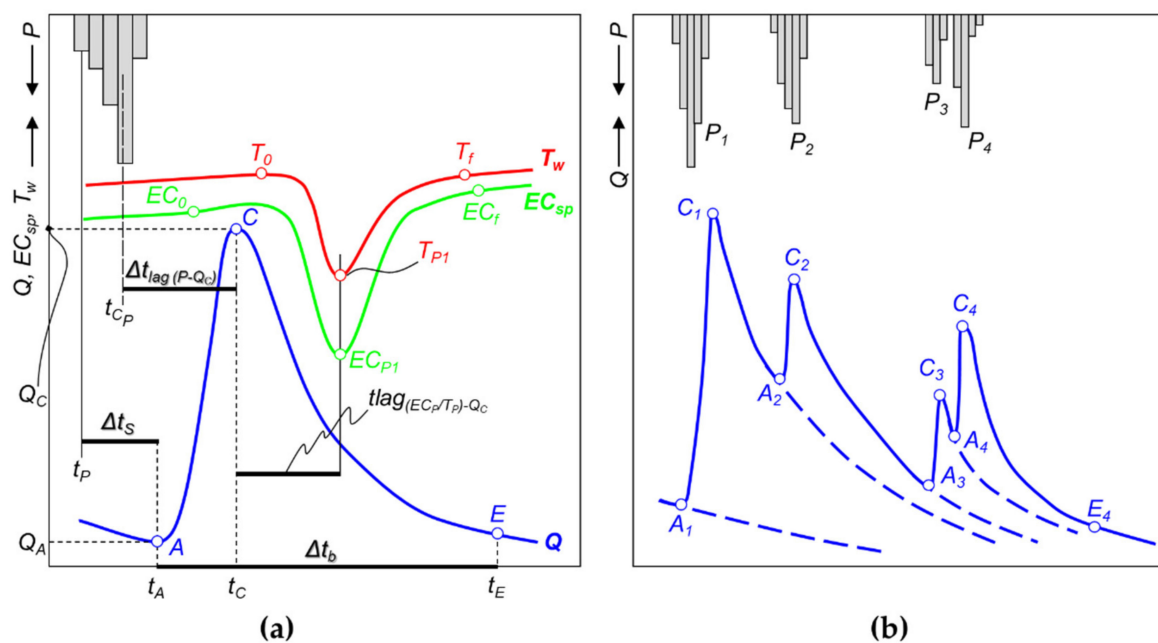 P
Q, EC_sp, T_w
T_0
T_f
T_w
EC_0
EC_f
EC_sp
C
T_P1
Δt_lag (P-Q_C)
t_CP
EC_P1
Q_C
tlag_(EC_P/T_P)-Q_C
Δt_S
t_P
Q_A
A
E
Q
Δt_b
t_A
t_C
t_E
(a)
P
Q
P_1
P_2
P_3
P_4
C_1
C_2
C_3
C_4
A_1
A_2
A_3
A_4
E_4
(b)